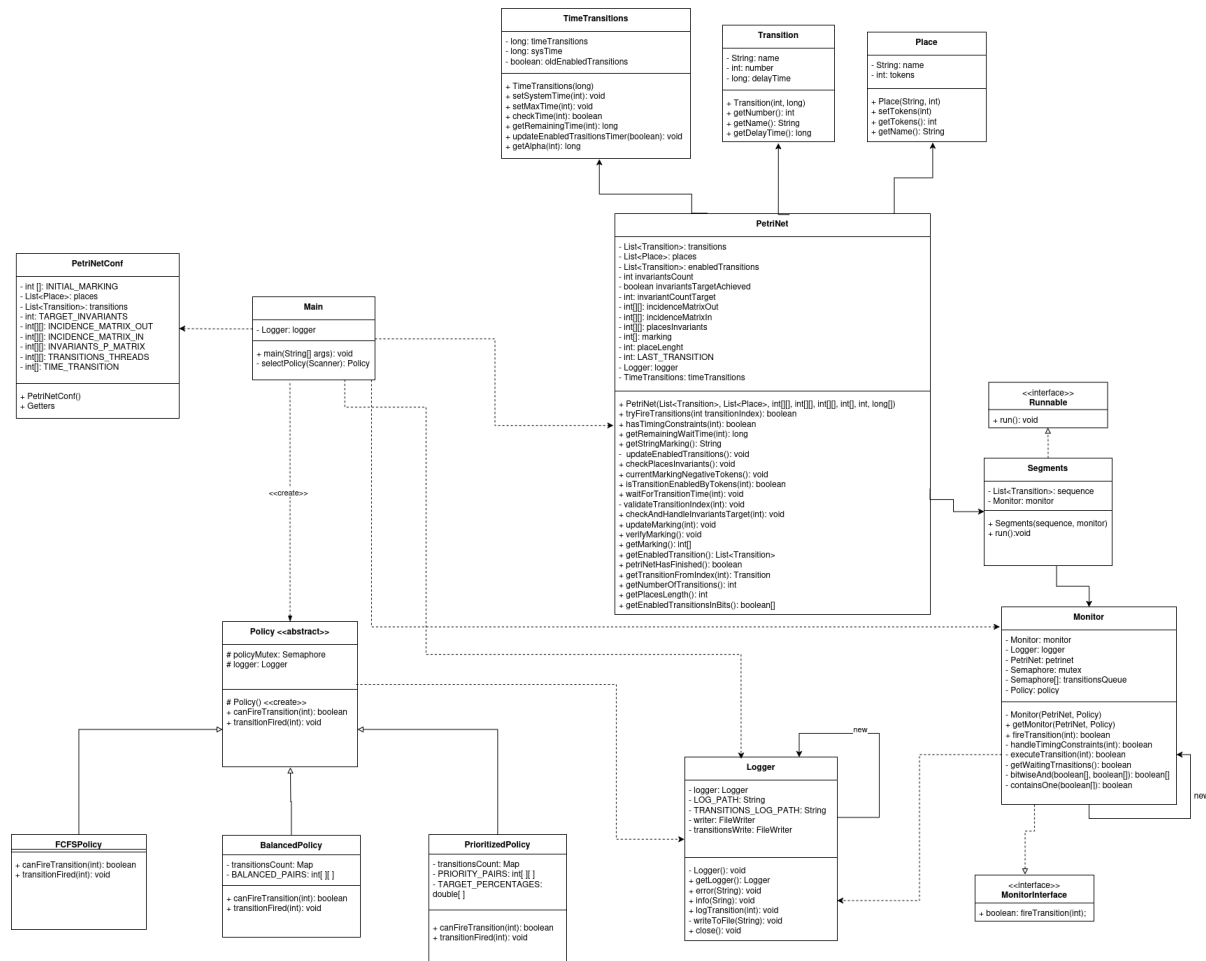 TimeTransitions
- long: timeTransitions
- long: sysTime
- boolean: oldEnabledTransitions
+ TimeTransitions(long)
+ setSystemTime(int): void
+ setMaxTime(int): void
+ checkTime(int): boolean
+ getRemainingTime(int): long
+ updateEnabledTrasitionsTimer(boolean): void
+ getAlpha(int): long
Transition
- String: name
- int: number
- long: delayTime
+ Transition(int, long)
+ getNumber(): int
+ getName(): String
+ getDelayTime(): long
Place
- String: name
- int: tokens
+ Place(String, int)
+ setTokens(int)
+ getTokens(): int
+ getName(): String
PetriNet
- List<Transition>: transitions
- List<Place>: places
- List<Transition>: enabledTransitions
- int invariantsCount
- boolean invariantsTargetAchieved
- int: invariantCountTarget
- int[][]: incidenceMatrixOut
- int[][]: incidenceMatrixIn
- int[][]: placesInvariants
- int[]: marking
- int: placeLenght
- int: LAST_TRANSITION
- Logger: logger
- TimeTransitions: timeTransitions
+ PetriNet(List<Transition>, List<Place>, int[][], int[][], int[][], int[], int, long[])
+ tryFireTransitions(int transitionIndex): boolean
+ hasTimingConstraints(int): boolean
+ getRemainingWaitTime(int): long
+ getStringMarking(): String
- updateEnabledTransitions(): void
+ checkPlacesInvariants(): void
+ currentMarkingNegativeTokens(): void
+ isTransitionEnabledByTokens(int): boolean
+ waitForTransitionTime(int): void
- validateTransitionIndex(int): void
+ checkAndHandleInvariantsTarget(int): void
+ updateMarking(int): void
+ verifyMarking(): void
+ getMarking(): int[]
+ getEnabledTransition(): List<Transition>
+ petriNetHasFinished(): boolean
+ getTransitionFromIndex(int): Transition
+ getNumberOfTransitions(): int
+ getPlacesLength(): int
+ getEnabledTransitionsInBits(): boolean[]
PetriNetConf
- int []: INITIAL_MARKING
- List<Place>: places
- List<Transition>: transitions
- int: TARGET_INVARIANTS
- int[][]: INCIDENCE_MATRIX_OUT
- int[][]: INCIDENCE_MATRIX_IN
- int[][]: INVARIANTS_P_MATRIX
- int[][]: TRANSITIONS_THREADS
- int[]: TIME_TRANSITION
+ PetriNetConf()
+ Getters
Main
- Logger: logger
+ main(String[] args): void
- selectPolicy(Scanner): Policy
<<create>>
<<interface>>
Runnable
+ run(): void
Segments
- List<Transition>: sequence
- Monitor: monitor
+ Segments(sequence, monitor)
+ run():void
Monitor
- Monitor: monitor
- Logger: logger
- PetriNet: petrinet
- Semaphore: mutex
- Semaphore[]: transitionsQueue
- Policy: policy
- Monitor(PetriNet, Policy)
+ getMonitor(PetriNet, Policy)
+ fireTransition(int): boolean
- handleTimingConstraints(int): boolean
- executeTransition(int): boolean
- getWaitingTrnasitions(): boolean
- bitwiseAnd(boolean[], boolean[]): boolean[]
- containsOne(boolean[]): boolean
new
Policy <<abstract>>
# policyMutex: Semaphore
# logger: Logger
# Policy() <<create>>
+ canFireTransition(int): boolean
+ transitionFired(int): void
new
Logger
- logger: Logger
- LOG_PATH: String
- TRANSITIONS_LOG_PATH: String
- writer: FileWriter
- transitionsWrite: FileWriter
- Logger(): void
+ getLogger(): Logger
+ error(String): void
+ info(Sring): void
+ logTransition(int): void
- writeToFile(String): void
+ close(): void
FCFSPolicy
+ canFireTransition(int): boolean
+ transitionFired(int): void
BalancedPolicy
- transitionsCount: Map
- BALANCED_PAIRS: int[ ][ ]
+ canFireTransition(int): boolean
+ transitionFired(int): void
PrioritizedPolicy
- transitionsCount: Map
- PRIORITY_PAIRS: int[ ][ ]
- TARGET_PERCENTAGES:
double[ ]
+ canFireTransition(int): boolean
+ transitionFired(int): void
<<interface>>
MonitorInterface
+ boolean: fireTransition(int);